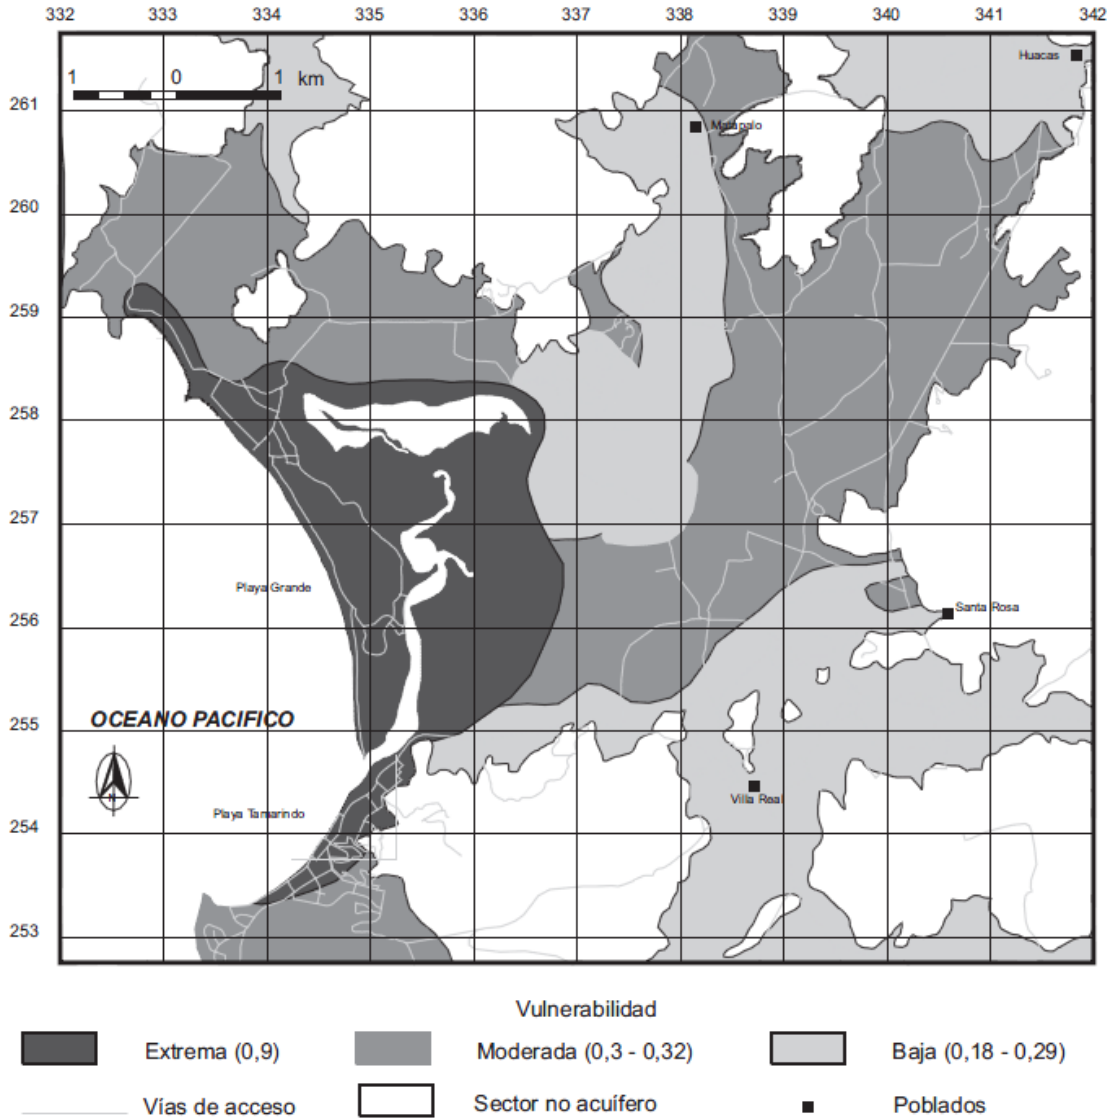 332 333 334 335 336 337 338 339 340 341 342
Huacas
1 0 1 km
261
Matapalo
260
259
258
257
Playa Grande
Santa Rosa
256
OCEANO PACIFICO
255
N
Villa Real
Playa Tamarindo
254
253
Vulnerabilidad
Extrema (0,9) Moderada (0,3 - 0,32) Baja (0,18 - 0,29)
Vías de acceso Sector no acuífero Poblados